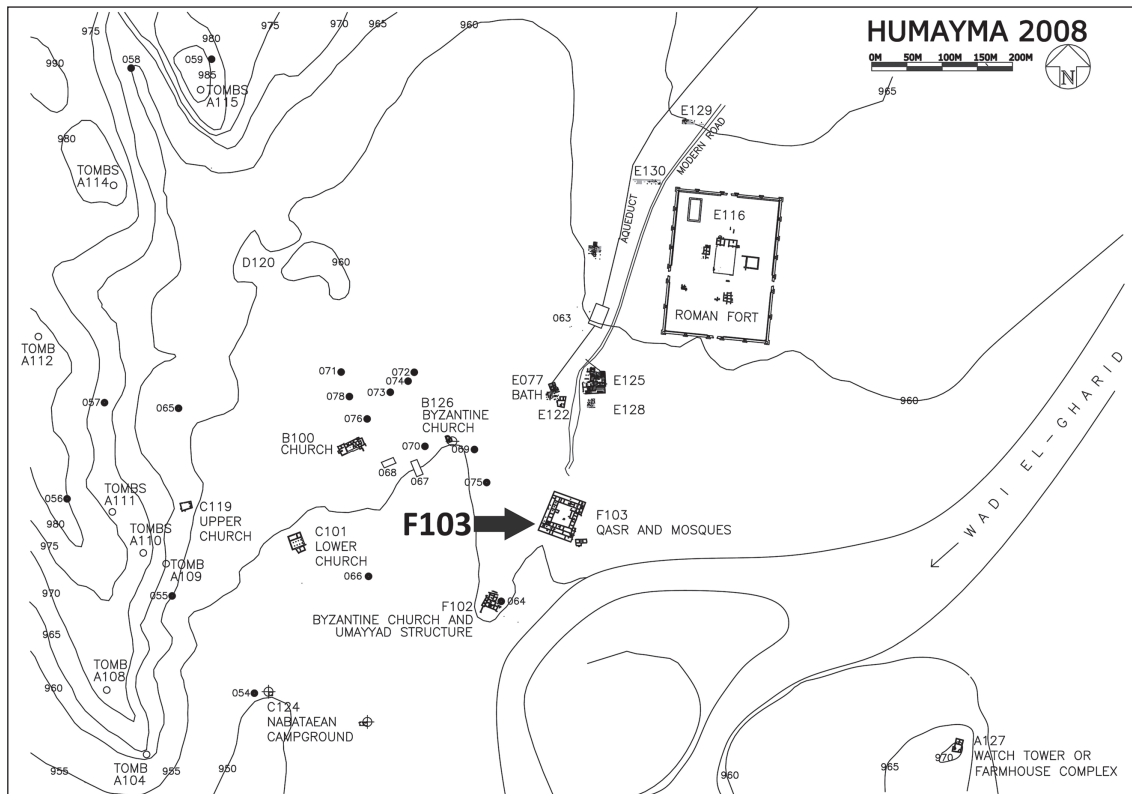 HUMAYMA 2008
0M 50M 100M 150M 200M
N
975
980
975
970
965
960
990
058
059
985
TOMBS
A115
965
E129
MODERN ROAD
980
TOMBS
A114
E130
AQUEDUCT
E116
D120
960
063
ROMAN FORT
TOMB
A112
071
072
074
073
078
E077
BATH
E125
E122
E128
960
WADI EL-GHARID
057
065
076
B126
BYZANTINE
CHURCH
B100
CHURCH
070
069
068
067
075
056
980
TOMBS
A111
C119
UPPER
CHURCH
F103
F103
QASR AND MOSQUES
975
TOMBS
A110
C101
LOWER
CHURCH
TOMB
A109
066
970
055
F102
064
BYZANTINE CHURCH AND
UMAYYAD STRUCTURE
965
TOMB
A108
960
054
C124
NABATAEAN
CAMPGROUND
A127
WATCH TOWER OR
FARMHOUSE COMPLEX
970
965
960
955
TOMB
A104
955
950